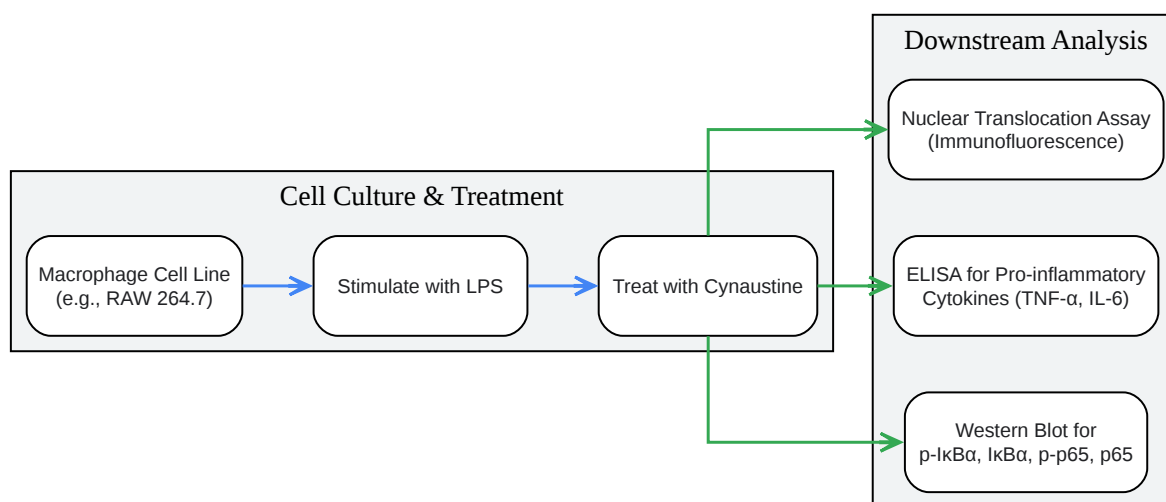 Cell Culture & Treatment
Macrophage Cell Line
(e.g., RAW 264.7)
Stimulate with LPS
Treat with Cynaustine
Downstream Analysis
Nuclear Translocation Assay
(Immunofluorescence)
ELISA for Pro-inflammatory
Cytokines (TNF-α, IL-6)
Western Blot for
p-IκBα, IκBα, p-p65, p65